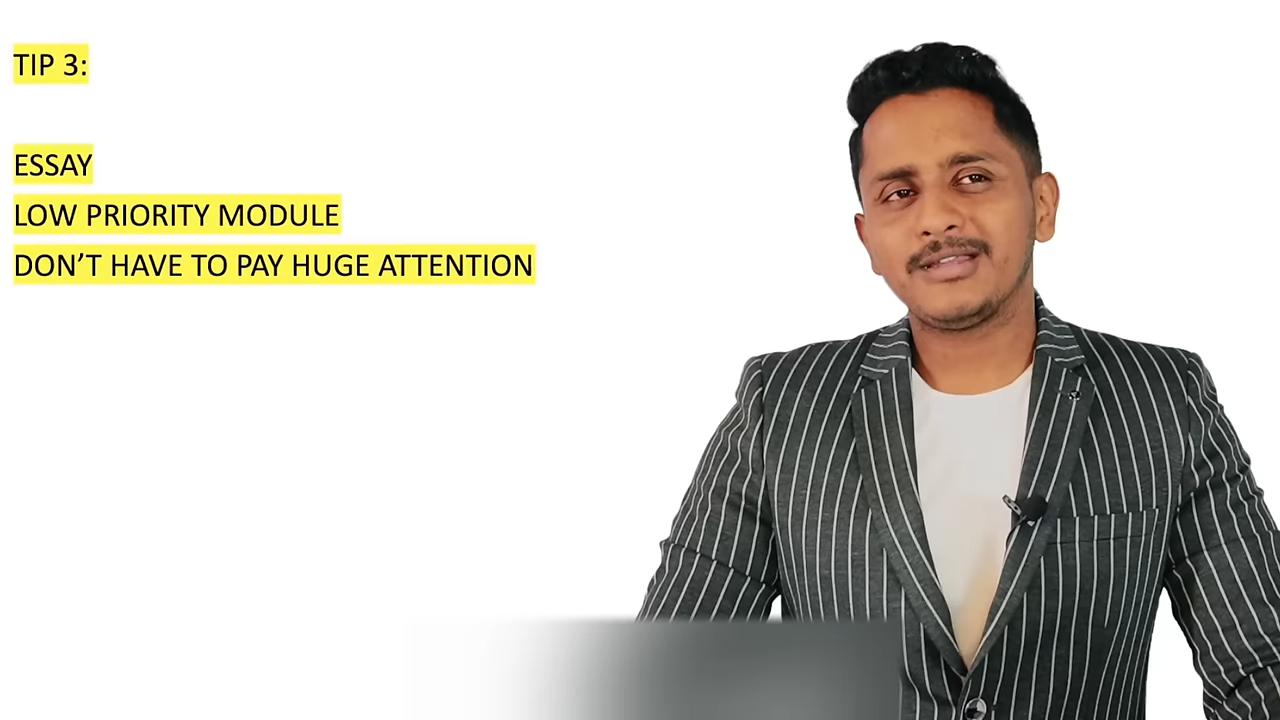 TIP 3:
ESSAY
LOW PRIORITY MODULE
DON’T HAVE TO PAY HUGE ATTENTION